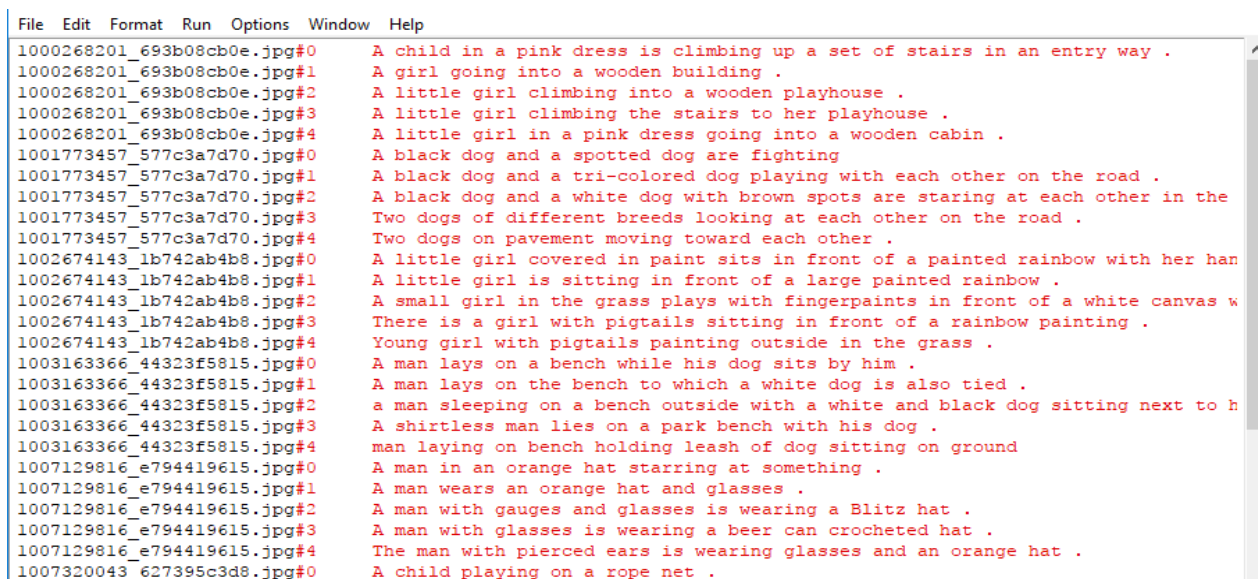 File Edit Format Run Options Window Help
1000268201_693b08cb0e.jpg#0 A child in a pink dress is climbing up a set of stairs in an entry way .
1000268201_693b08cb0e.jpg#1 A girl going into a wooden building .
1000268201_693b08cb0e.jpg#2 A little girl climbing into a wooden playhouse .
1000268201_693b08cb0e.jpg#3 A little girl climbing the stairs to her playhouse .
1000268201_693b08cb0e.jpg#4 A little girl in a pink dress going into a wooden cabin .
1001773457_577c3a7d70.jpg#0 A black dog and a spotted dog are fighting
1001773457_577c3a7d70.jpg#1 A black dog and a tri-colored dog playing with each other on the road .
1001773457_577c3a7d70.jpg#2 A black dog and a white dog with brown spots are staring at each other in the
1001773457_577c3a7d70.jpg#3 Two dogs of different breeds looking at each other on the road .
1001773457_577c3a7d70.jpg#4 Two dogs on pavement moving toward each other .
1002674143_1b742ab4b8.jpg#0 A little girl covered in paint sits in front of a painted rainbow with her han
1002674143_1b742ab4b8.jpg#1 A little girl is sitting in front of a large painted rainbow .
1002674143_1b742ab4b8.jpg#2 A small girl in the grass plays with fingerpaints in front of a white canvas w
1002674143_1b742ab4b8.jpg#3 There is a girl with pigtails sitting in front of a rainbow painting .
1002674143_1b742ab4b8.jpg#4 Young girl with pigtails painting outside in the grass .
1003163366_44323f5815.jpg#0 A man lays on a bench while his dog sits by him .
1003163366_44323f5815.jpg#1 A man lays on the bench to which a white dog is also tied .
1003163366_44323f5815.jpg#2 a man sleeping on a bench outside with a white and black dog sitting next to h
1003163366_44323f5815.jpg#3 A shirtless man lies on a park bench with his dog .
1003163366_44323f5815.jpg#4 man laying on bench holding leash of dog sitting on ground
1007129816_e794419615.jpg#0 A man in an orange hat starring at something .
1007129816_e794419615.jpg#1 A man wears an orange hat and glasses .
1007129816_e794419615.jpg#2 A man with gauges and glasses is wearing a Blitz hat .
1007129816_e794419615.jpg#3 A man with glasses is wearing a beer can crocheted hat .
1007129816_e794419615.jpg#4 The man with pierced ears is wearing glasses and an orange hat .
1007320043_627395c3d8.jpg#0 A child playing on a rope net .